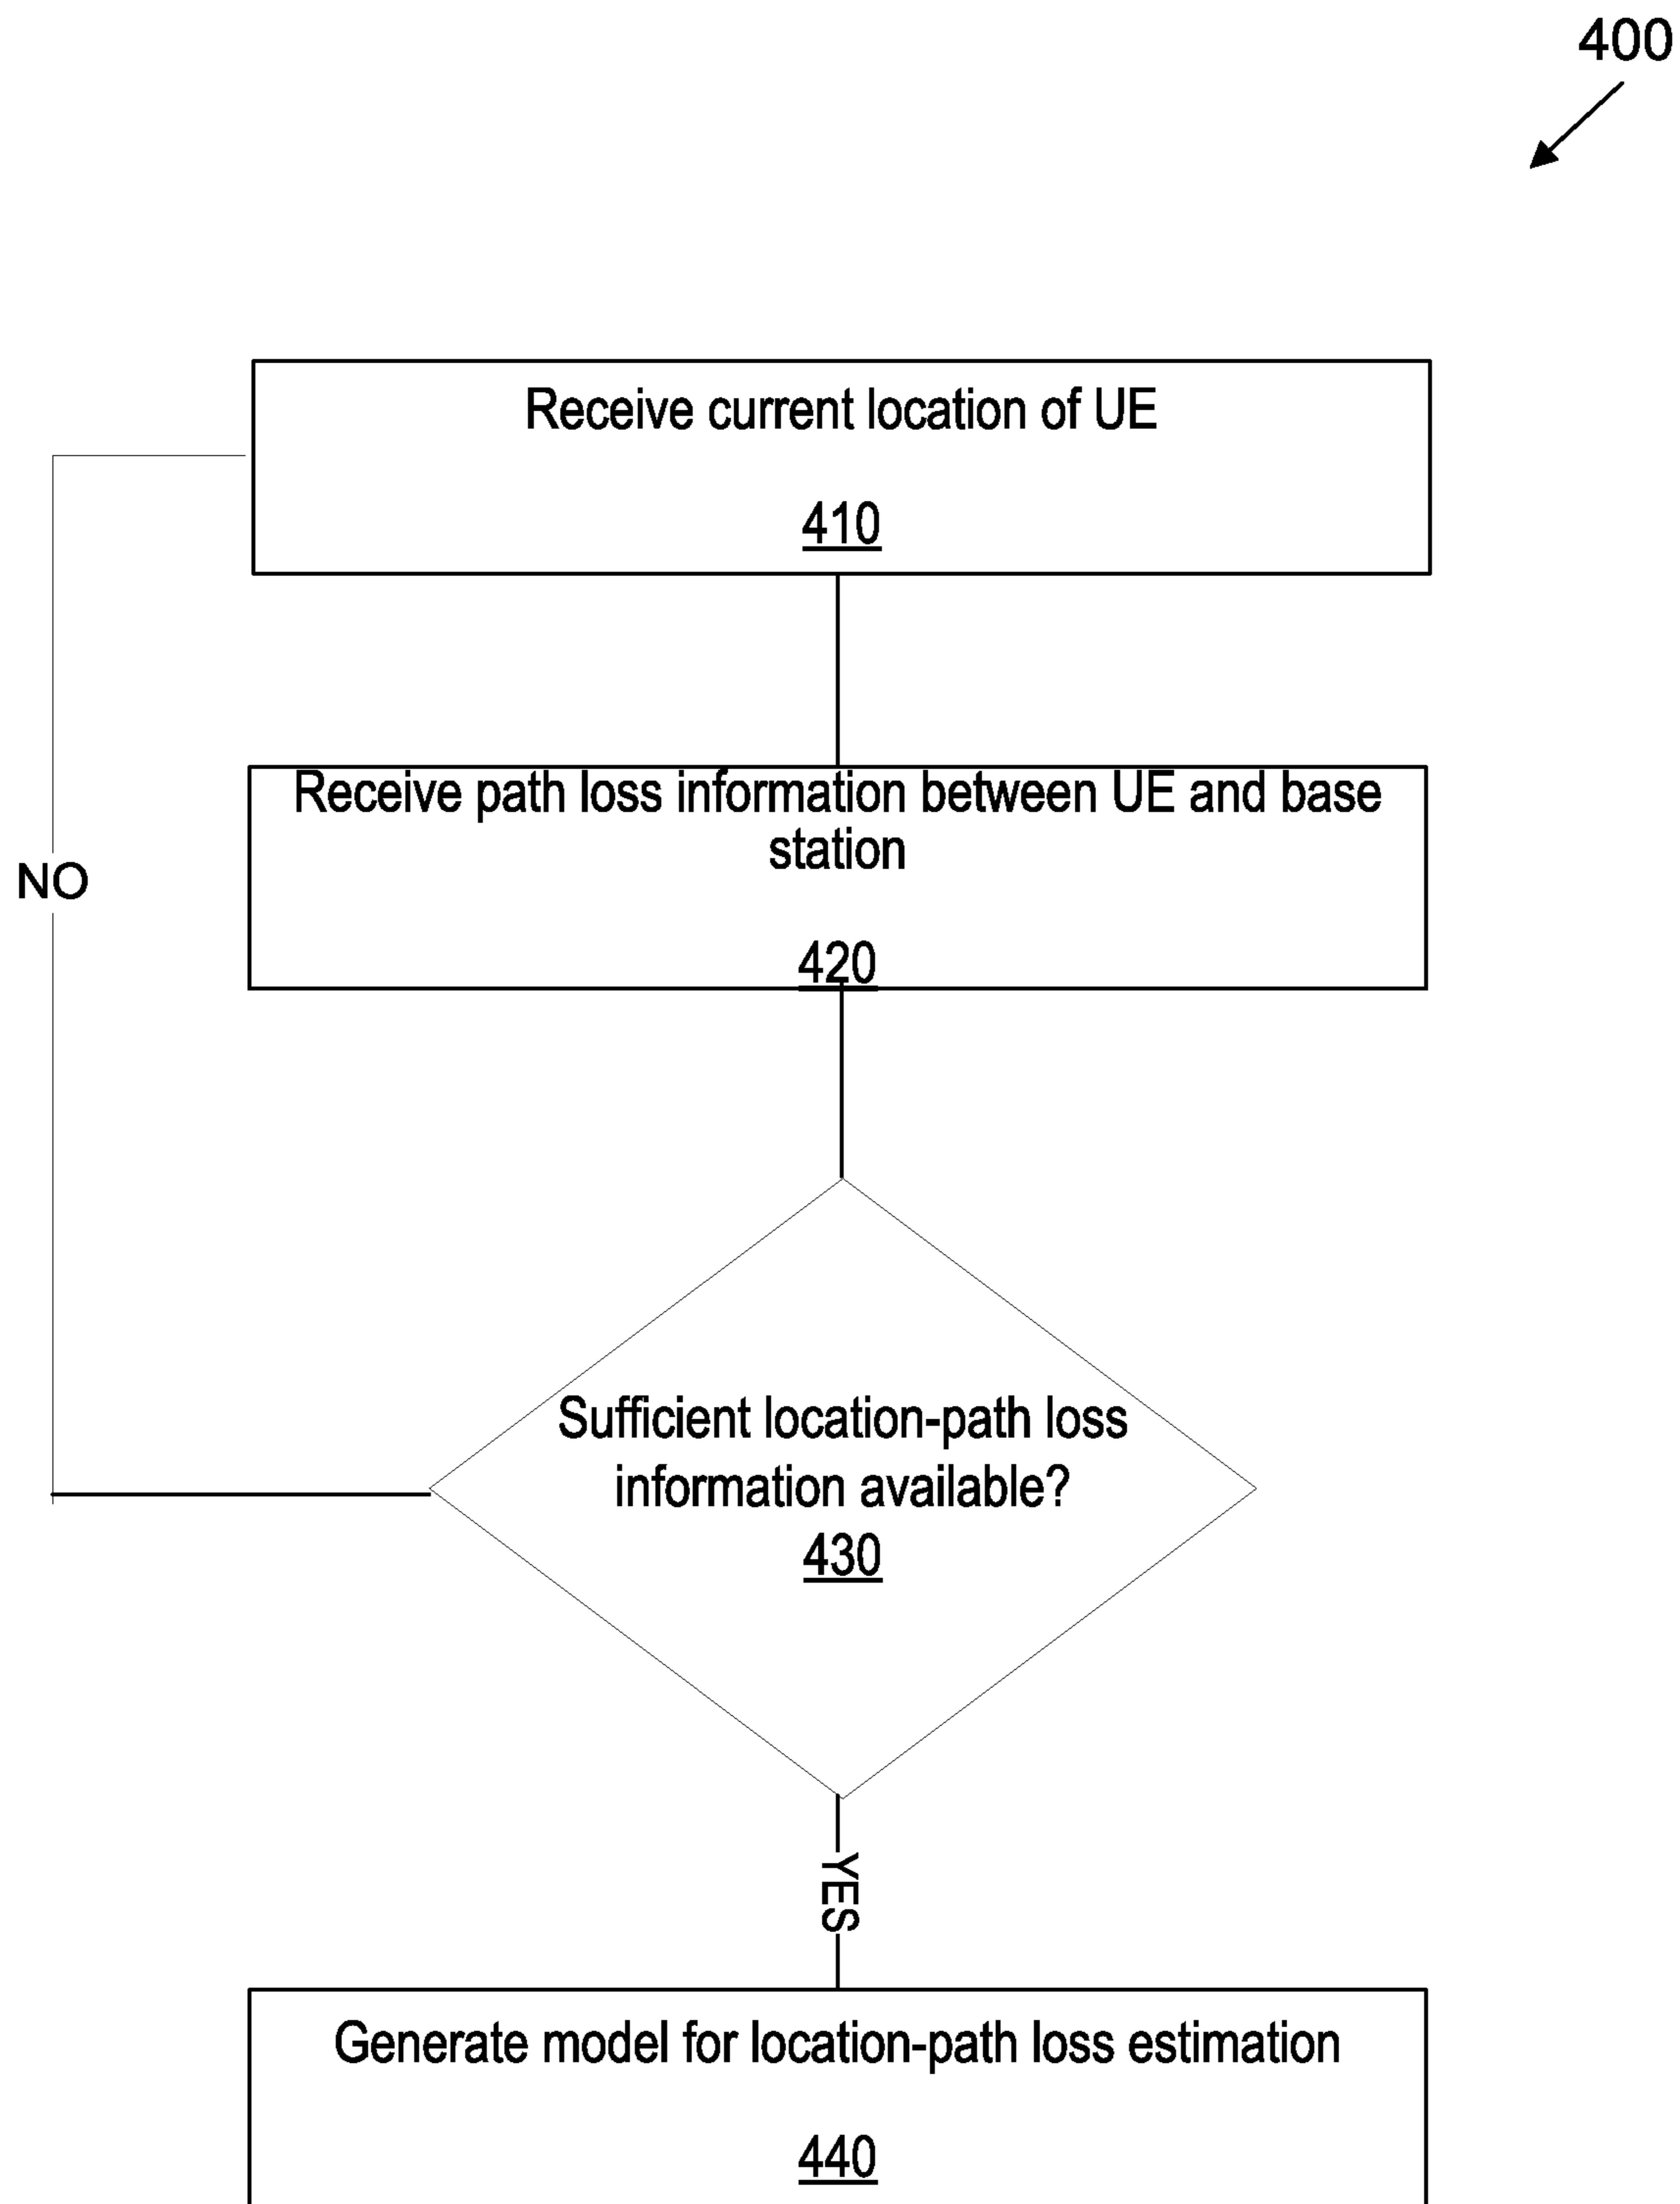 400
Receive current location of UE
410
Receive path loss information between UE and base
station
420
NO
Sufficient location-path loss
information available?
430
YES
Generate model for location-path loss estimation
440